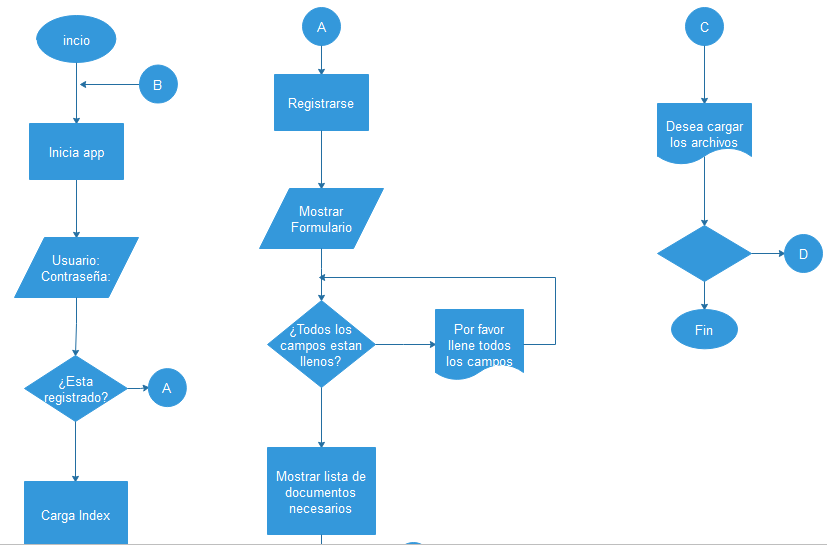 incio
B
Inicia app
Usuario:
Contraseña:
¿Esta
registrado?
A
Carga Index
A
Registrarse
Mostrar
Formulario
¿Todos los
campos estan
llenos?
Por favor
llene todos
los campos
Mostrar lista de
documentos
necesarios
C
Desea cargar
los archivos
D
Fin